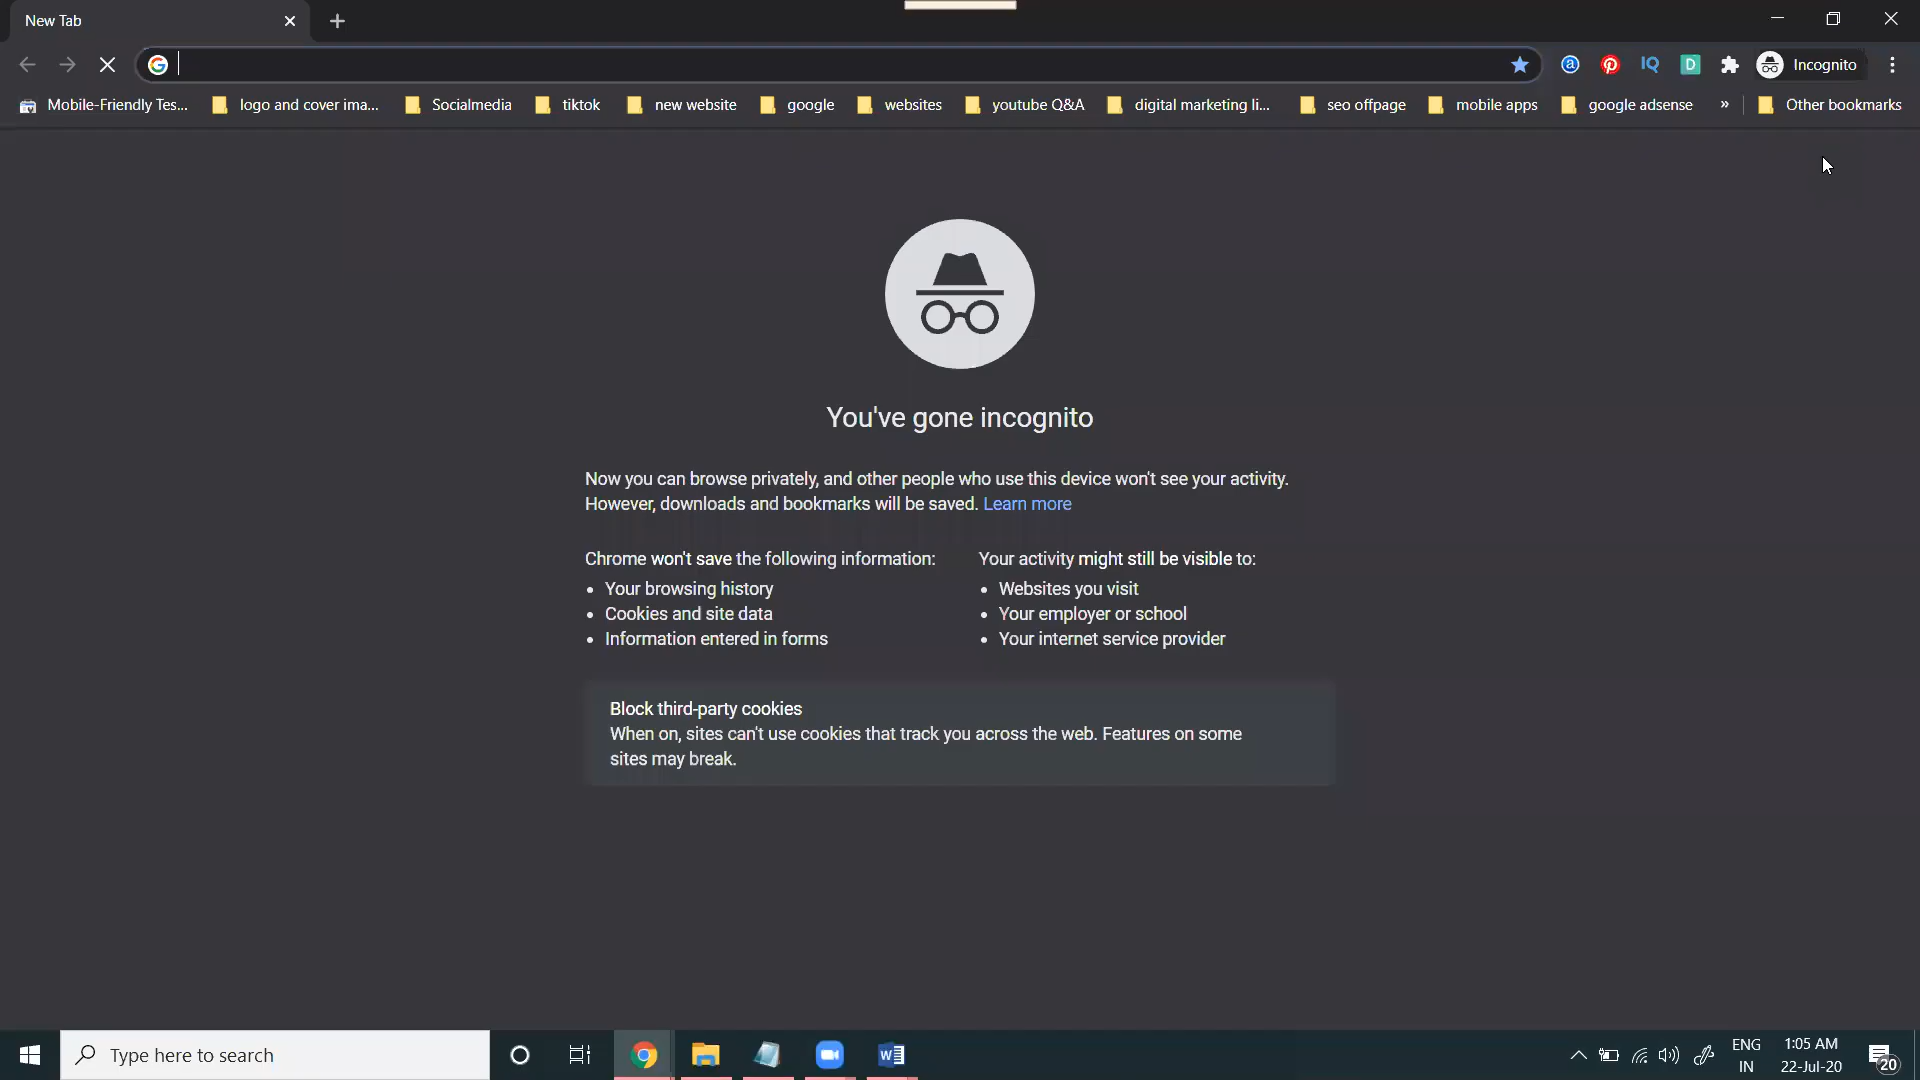 New Tab
Incognito
Mobile-Friendly Tes... logo and cover ima... Socialmedia tiktok new website google websites youtube Q&A digital marketing li... seo offpage mobile apps google adsense » Other bookmarks
You've gone incognito
Now you can browse privately, and other people who use this device won't see your activity.
However, downloads and bookmarks will be saved. Learn more
Chrome won't save the following information:
• Your browsing history
• Cookies and site data
• Information entered in forms
Your activity might still be visible to:
• Websites you visit
• Your employer or school
• Your internet service provider
Block third-party cookies
When on, sites can't use cookies that track you across the web. Features on some
sites may break.
Type here to search
ENG
IN
1:05 AM
22-Jul-20
20